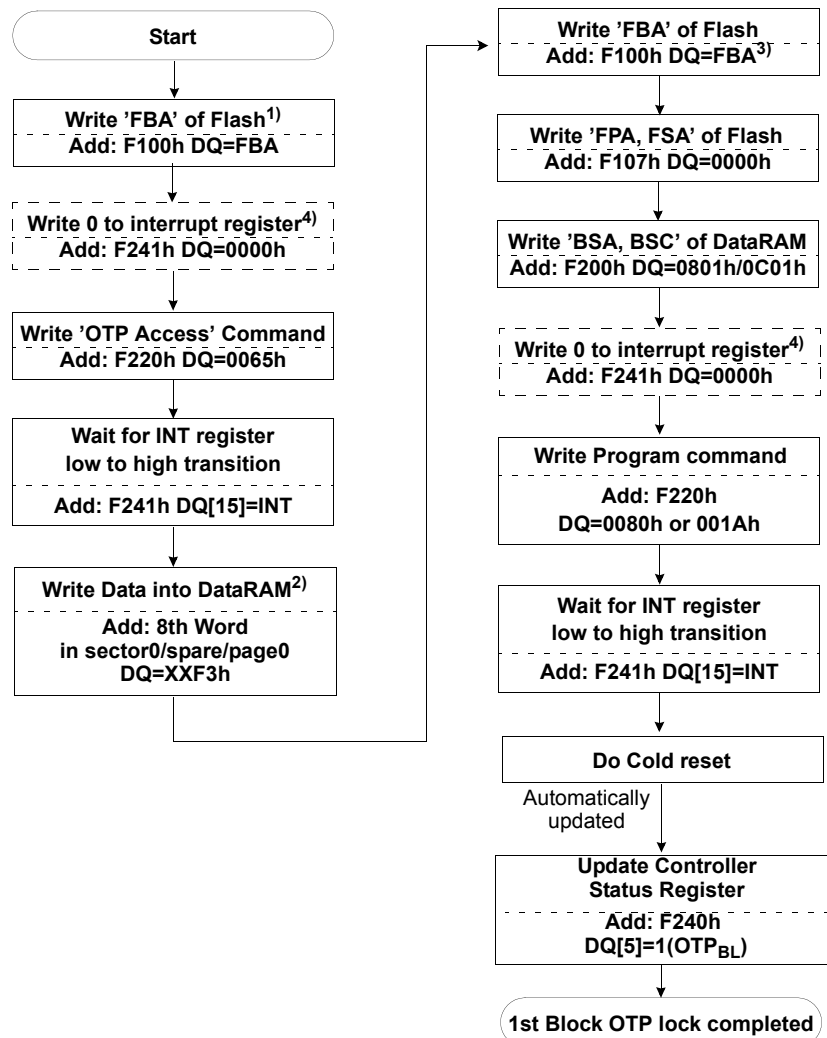 Start
Write ’FBA’ of Flash1)
Add: F100h DQ=FBA
Write 0 to interrupt register4)
Add: F241h DQ=0000h
Write ’OTP Access’ Command
Add: F220h DQ=0065h
Wait for INT register
low to high transition
Add: F241h DQ[15]=INT
Write Data into DataRAM2)
Add: 8th Word
in sector0/spare/page0
DQ=XXF3h
Write ’FBA’ of Flash
Add: F100h DQ=FBA3)
Write ’FPA, FSA’ of Flash
Add: F107h DQ=0000h
Write ’BSA, BSC’ of DataRAM
Add: F200h DQ=0801h/0C01h
Write 0 to interrupt register4)
Add: F241h DQ=0000h
Write Program command
Add: F220h
DQ=0080h or 001Ah
Wait for INT register
low to high transition
Add: F241h DQ[15]=INT
Do Cold reset
Automatically
updated
Update Controller
Status Register
Add: F240h
DQ[5]=1(OTPBL)
1st Block OTP lock completed